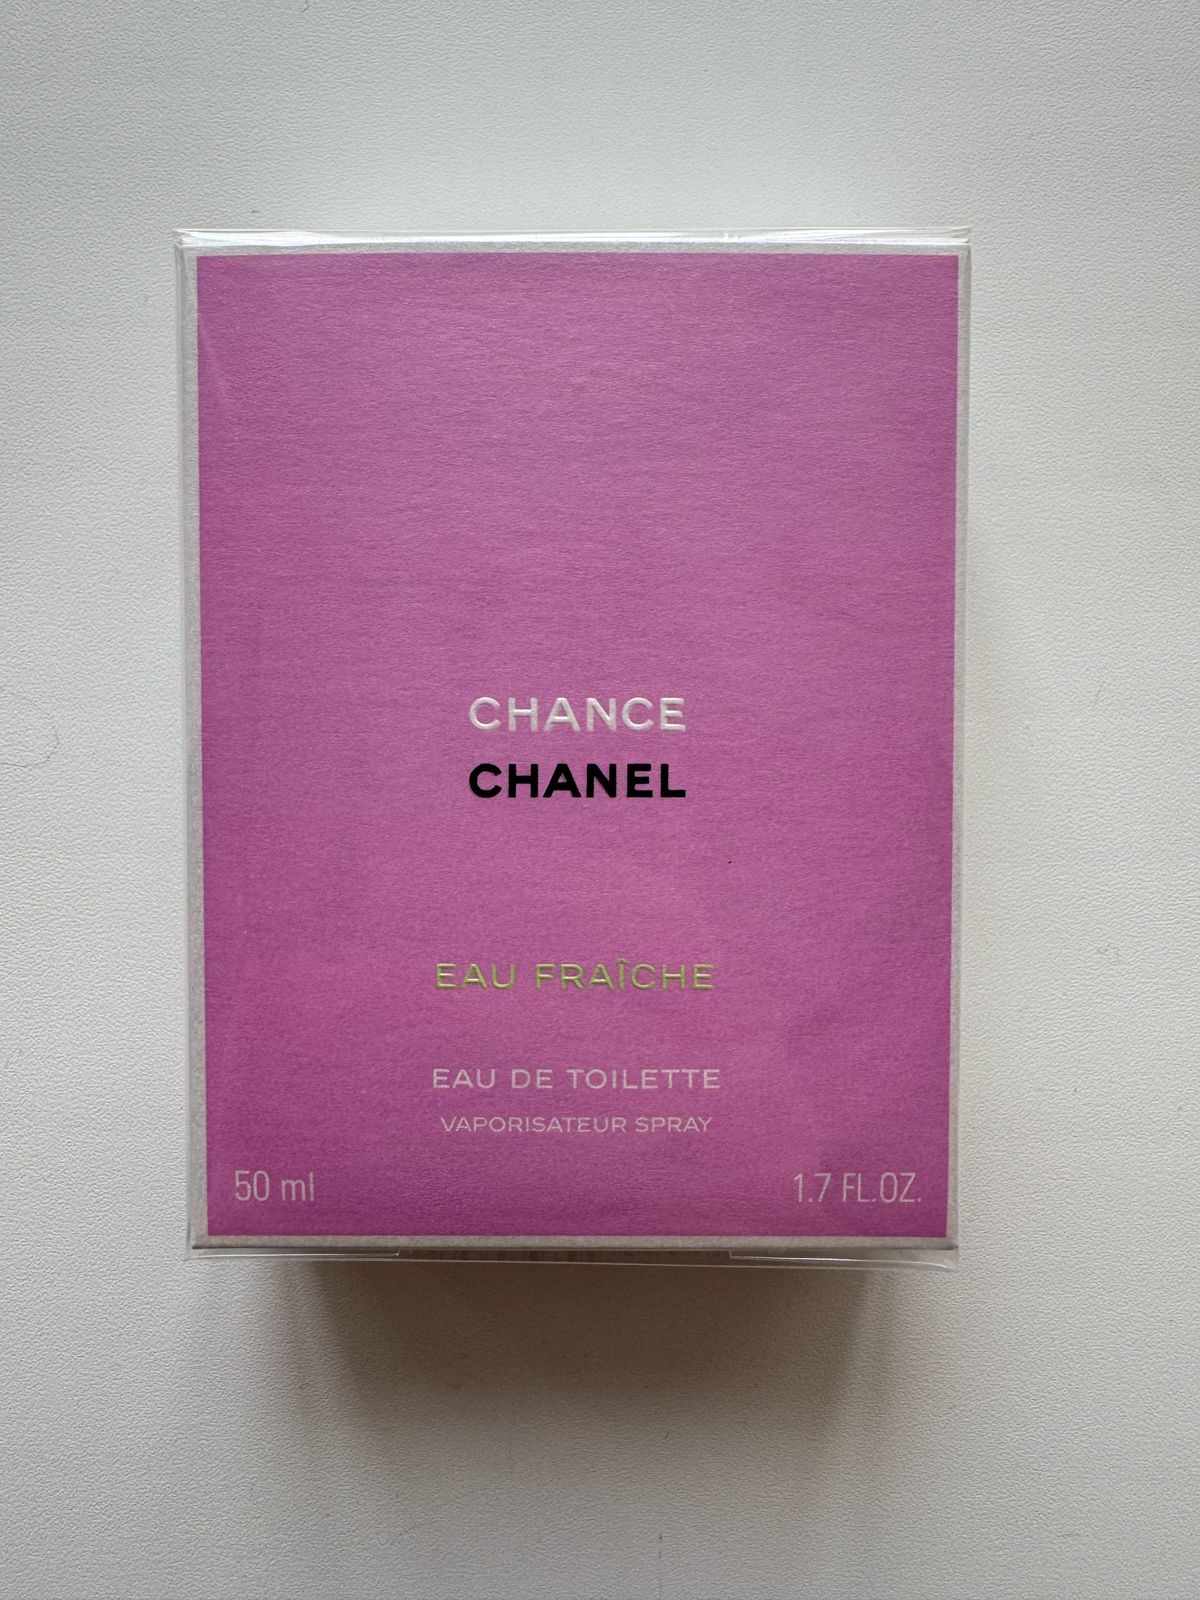 CHANCE
CHANEL
EAU FRAÎCHE
EAU DE TOILETTE
VAPORISATEUR SPRAY
50 ml
1.7 FL.OZ.